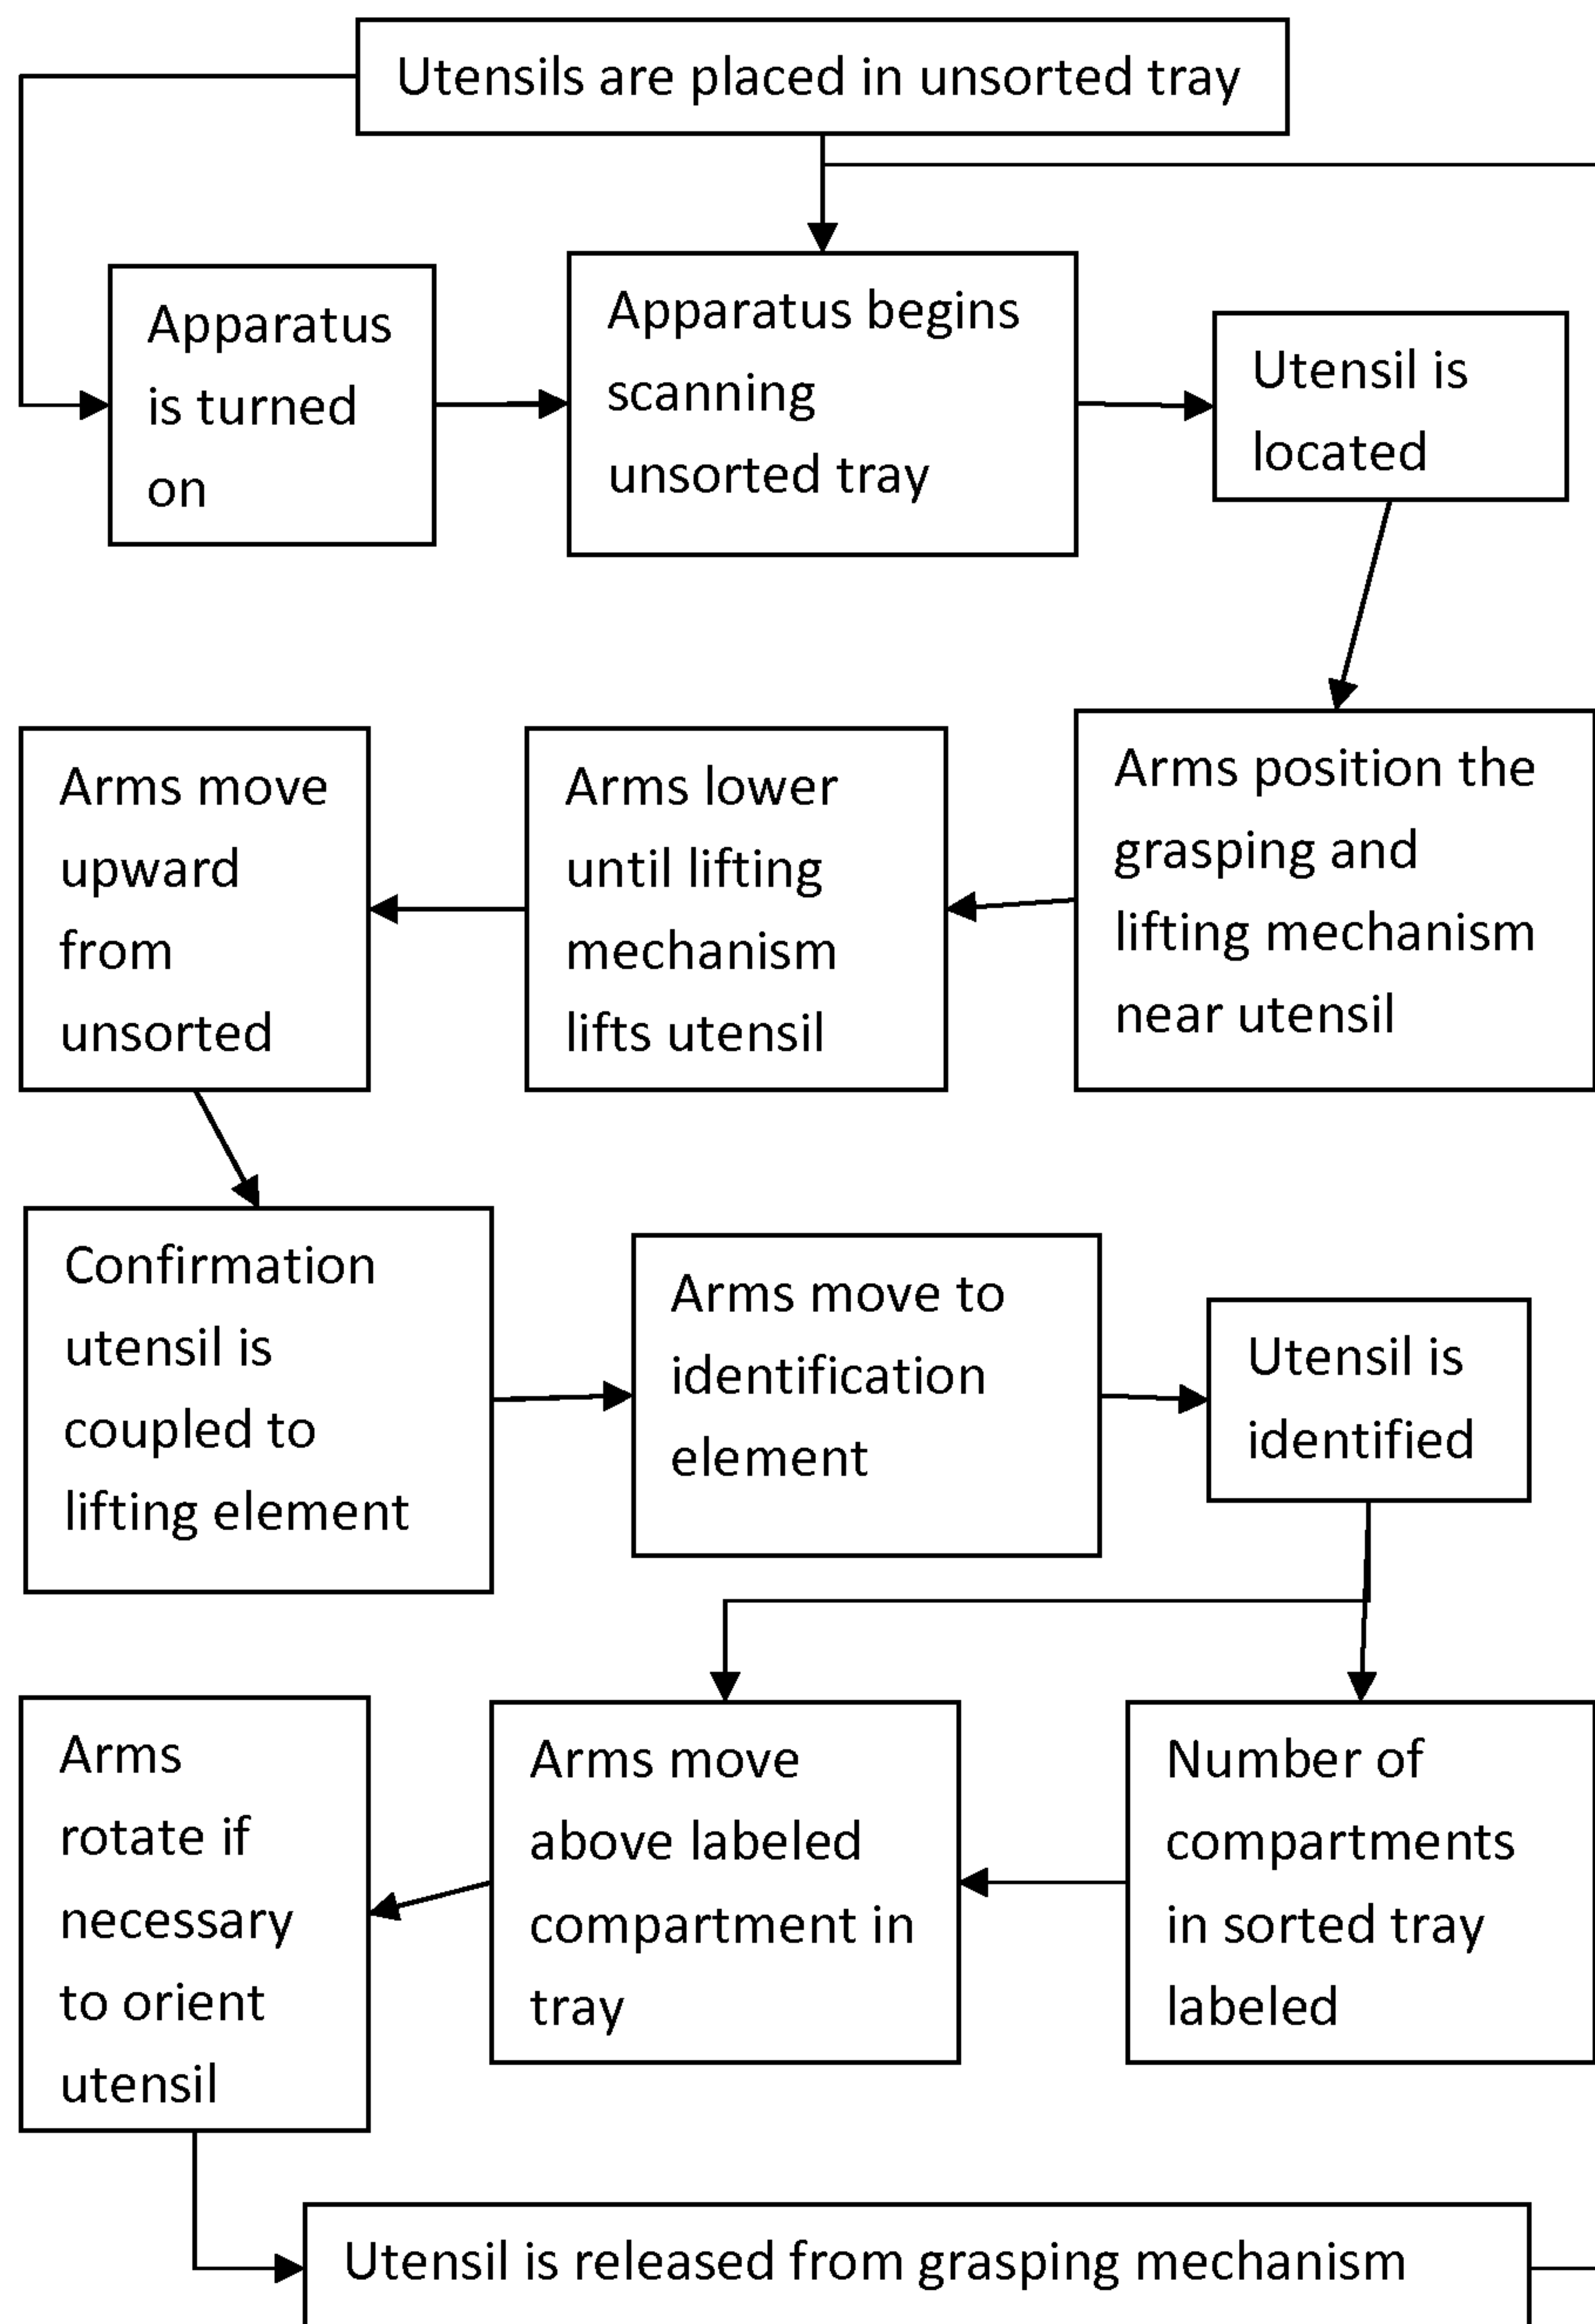 Utensils are placed in unsorted tray
Apparatus
is turned
on
Apparatus begins
scanning
unsorted tray
Utensil is
located
Arms position the
grasping and
lifting mechanism
near utensil
Arms lower
until lifting
mechanism
lifts utensil
Arms move
upward
from
unsorted
Confirmation
utensil is
coupled to
lifting element
Arms move to
identification
element
Utensil is
identified
Number of
compartments
in sorted tray
labeled
Arms move
above labeled
compartment in
tray
Arms
rotate if
necessary
to orient
utensil
Utensil is released from grasping mechanism